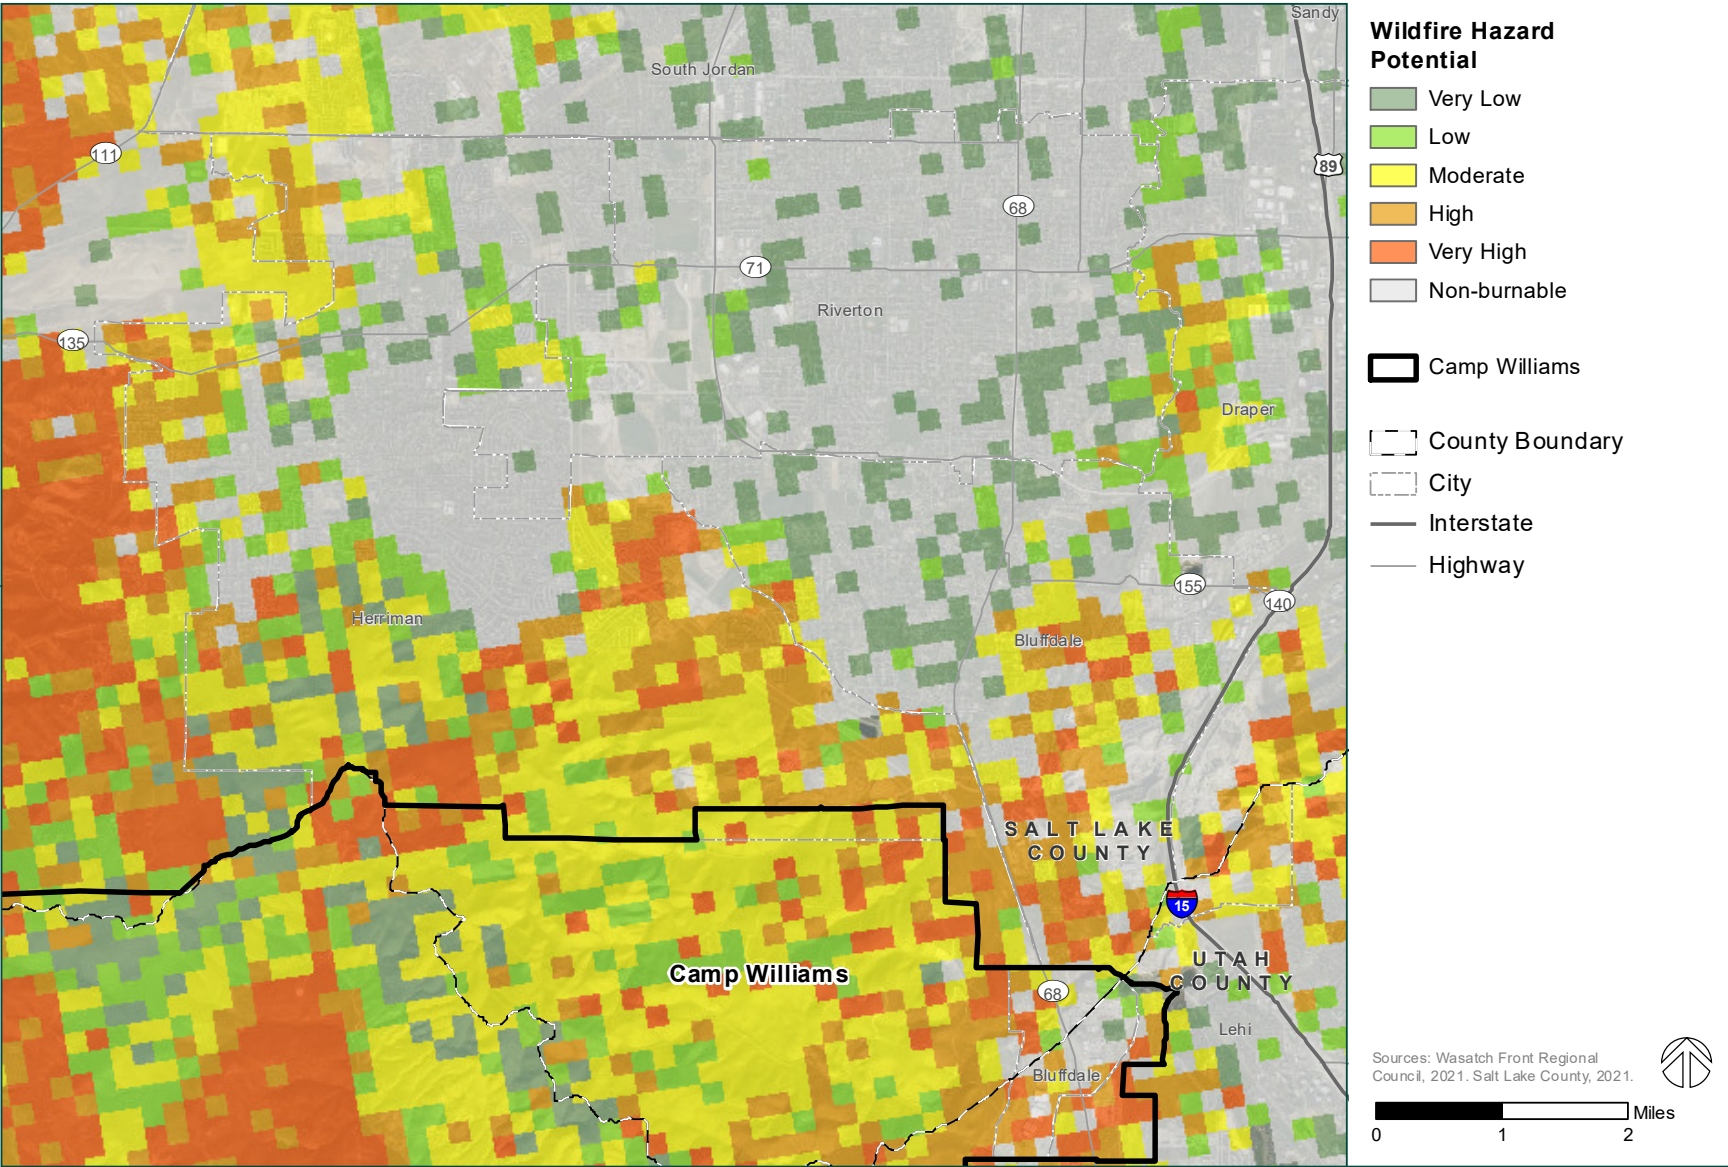 Sandy
South Jordan
111
89
68
71
Riverton
135
Draper
155
140
Herriman
Bluffdale
SALT LAKE
COUNTY
15
UTAH
COUNTY
Camp Williams
68
Lehi
Bluffdale
Wildfire Hazard
Potential
Very Low
Low
Moderate
High
Very High
Non-burnable
Camp Williams
County Boundary
City
Interstate
Highway
Sources: Wasatch Front Regional
Council, 2021. Salt Lake County, 2021.
Miles
0 1 2